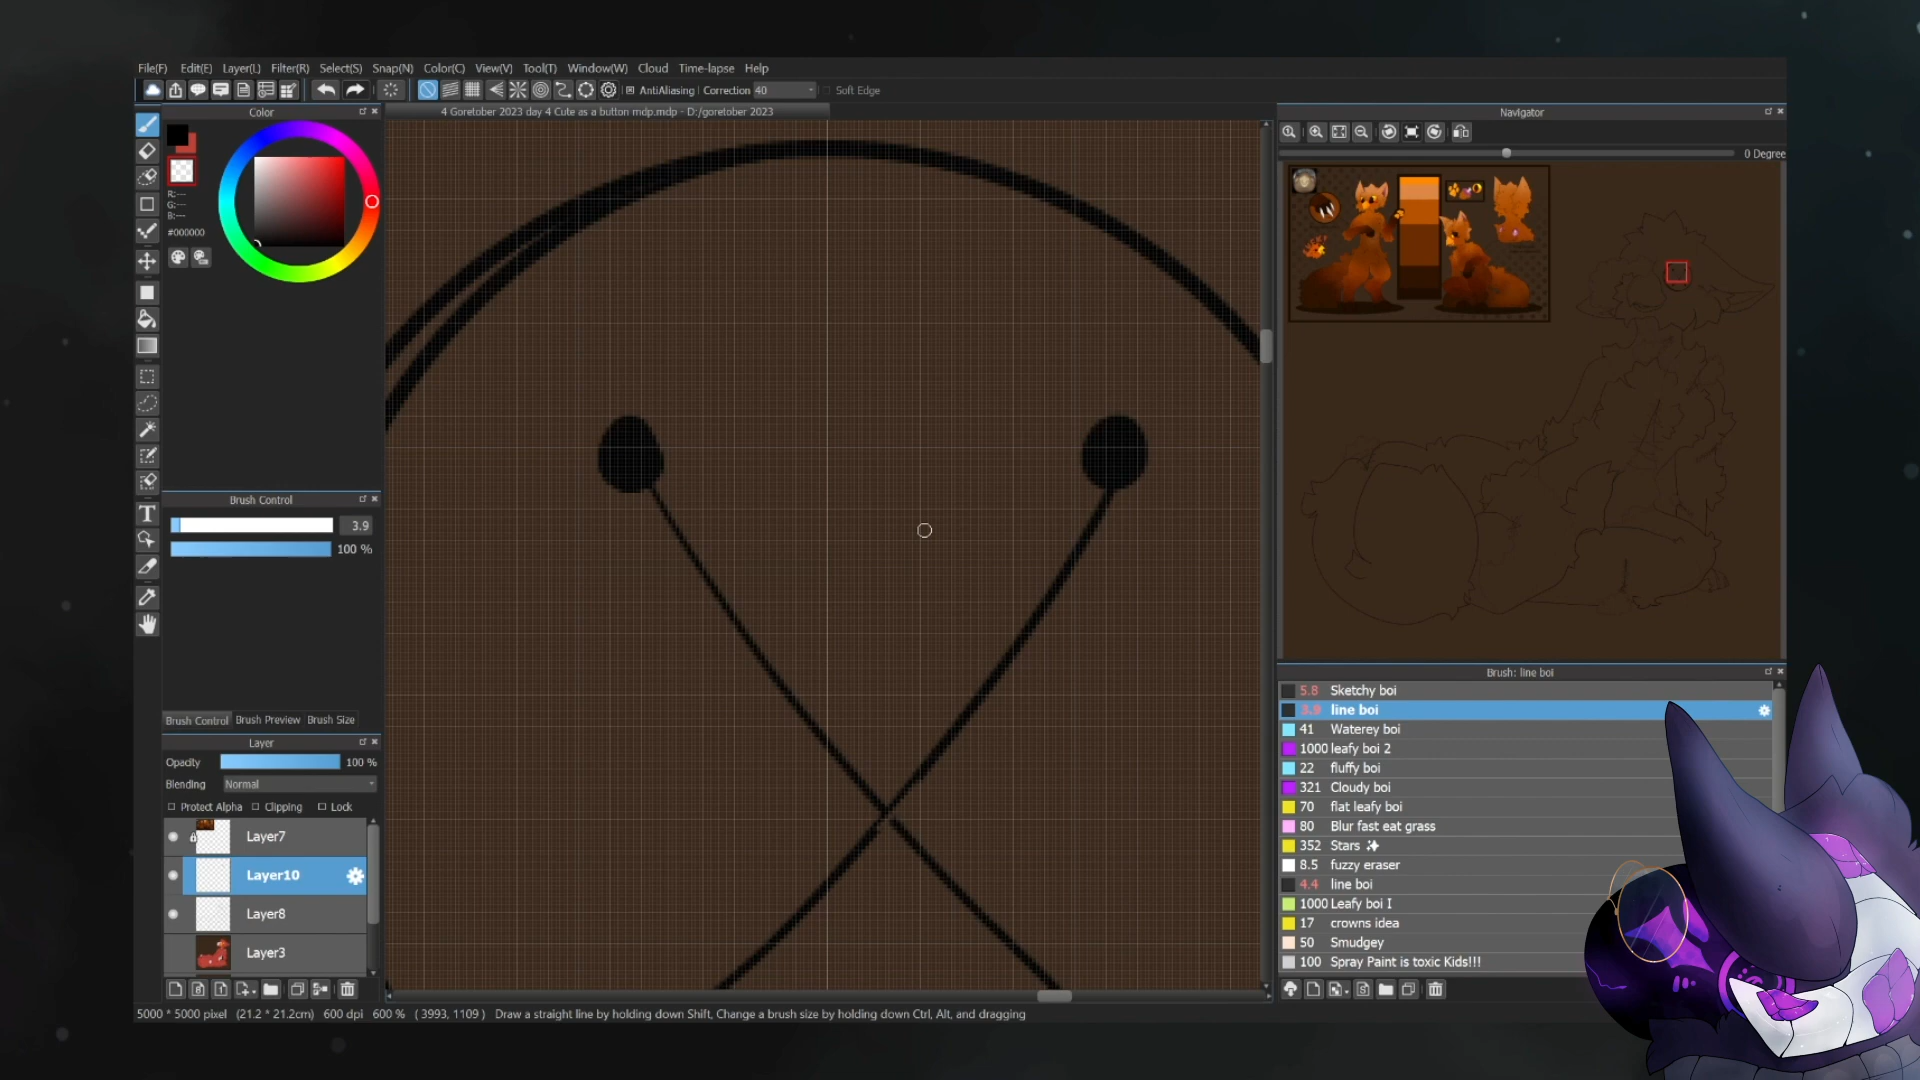 File(F) Edit(E) Layer(L) Filter(R) Select(S) Snap(N) Color(C) View(V) Tool(T) Window(W) Cloud Time-lapse Help
AntiAliasing Correction 40 Soft Edge
Color
4 Goretober 2023 day 4 Cute as a button mdp.mdp - D:/goretober 2023
Navigator
0 Degree
R:---
G:---
B:---
#000000
Brush Control
3.9
100 %
Brush Control Brush Preview Brush Size
Layer
Opacity 100 %
Blending Normal
Protect Alpha Clipping Lock
Layer7
Layer10
Layer8
Layer3
Brush: line boi
5.8 Sketchy boi
3.9 line boi
41 Waterey boi
1000 leafy boi 2
22 fluffy boi
321 Cloudy boi
70 flat leafy boi
80 Blur fast eat grass
352 Stars ✨
8.5 fuzzy eraser
4.4 line boi
1000 Leafy boi I
17 crowns idea
50 Smudgey
100 Spray Paint is toxic Kids!!!
5000 * 5000 pixel (21.2 * 21.2cm) 600 dpi 600 % ( 3993, 1109 ) Draw a straight line by holding down Shift, Change a brush size by holding down Ctrl, Alt, and dragging